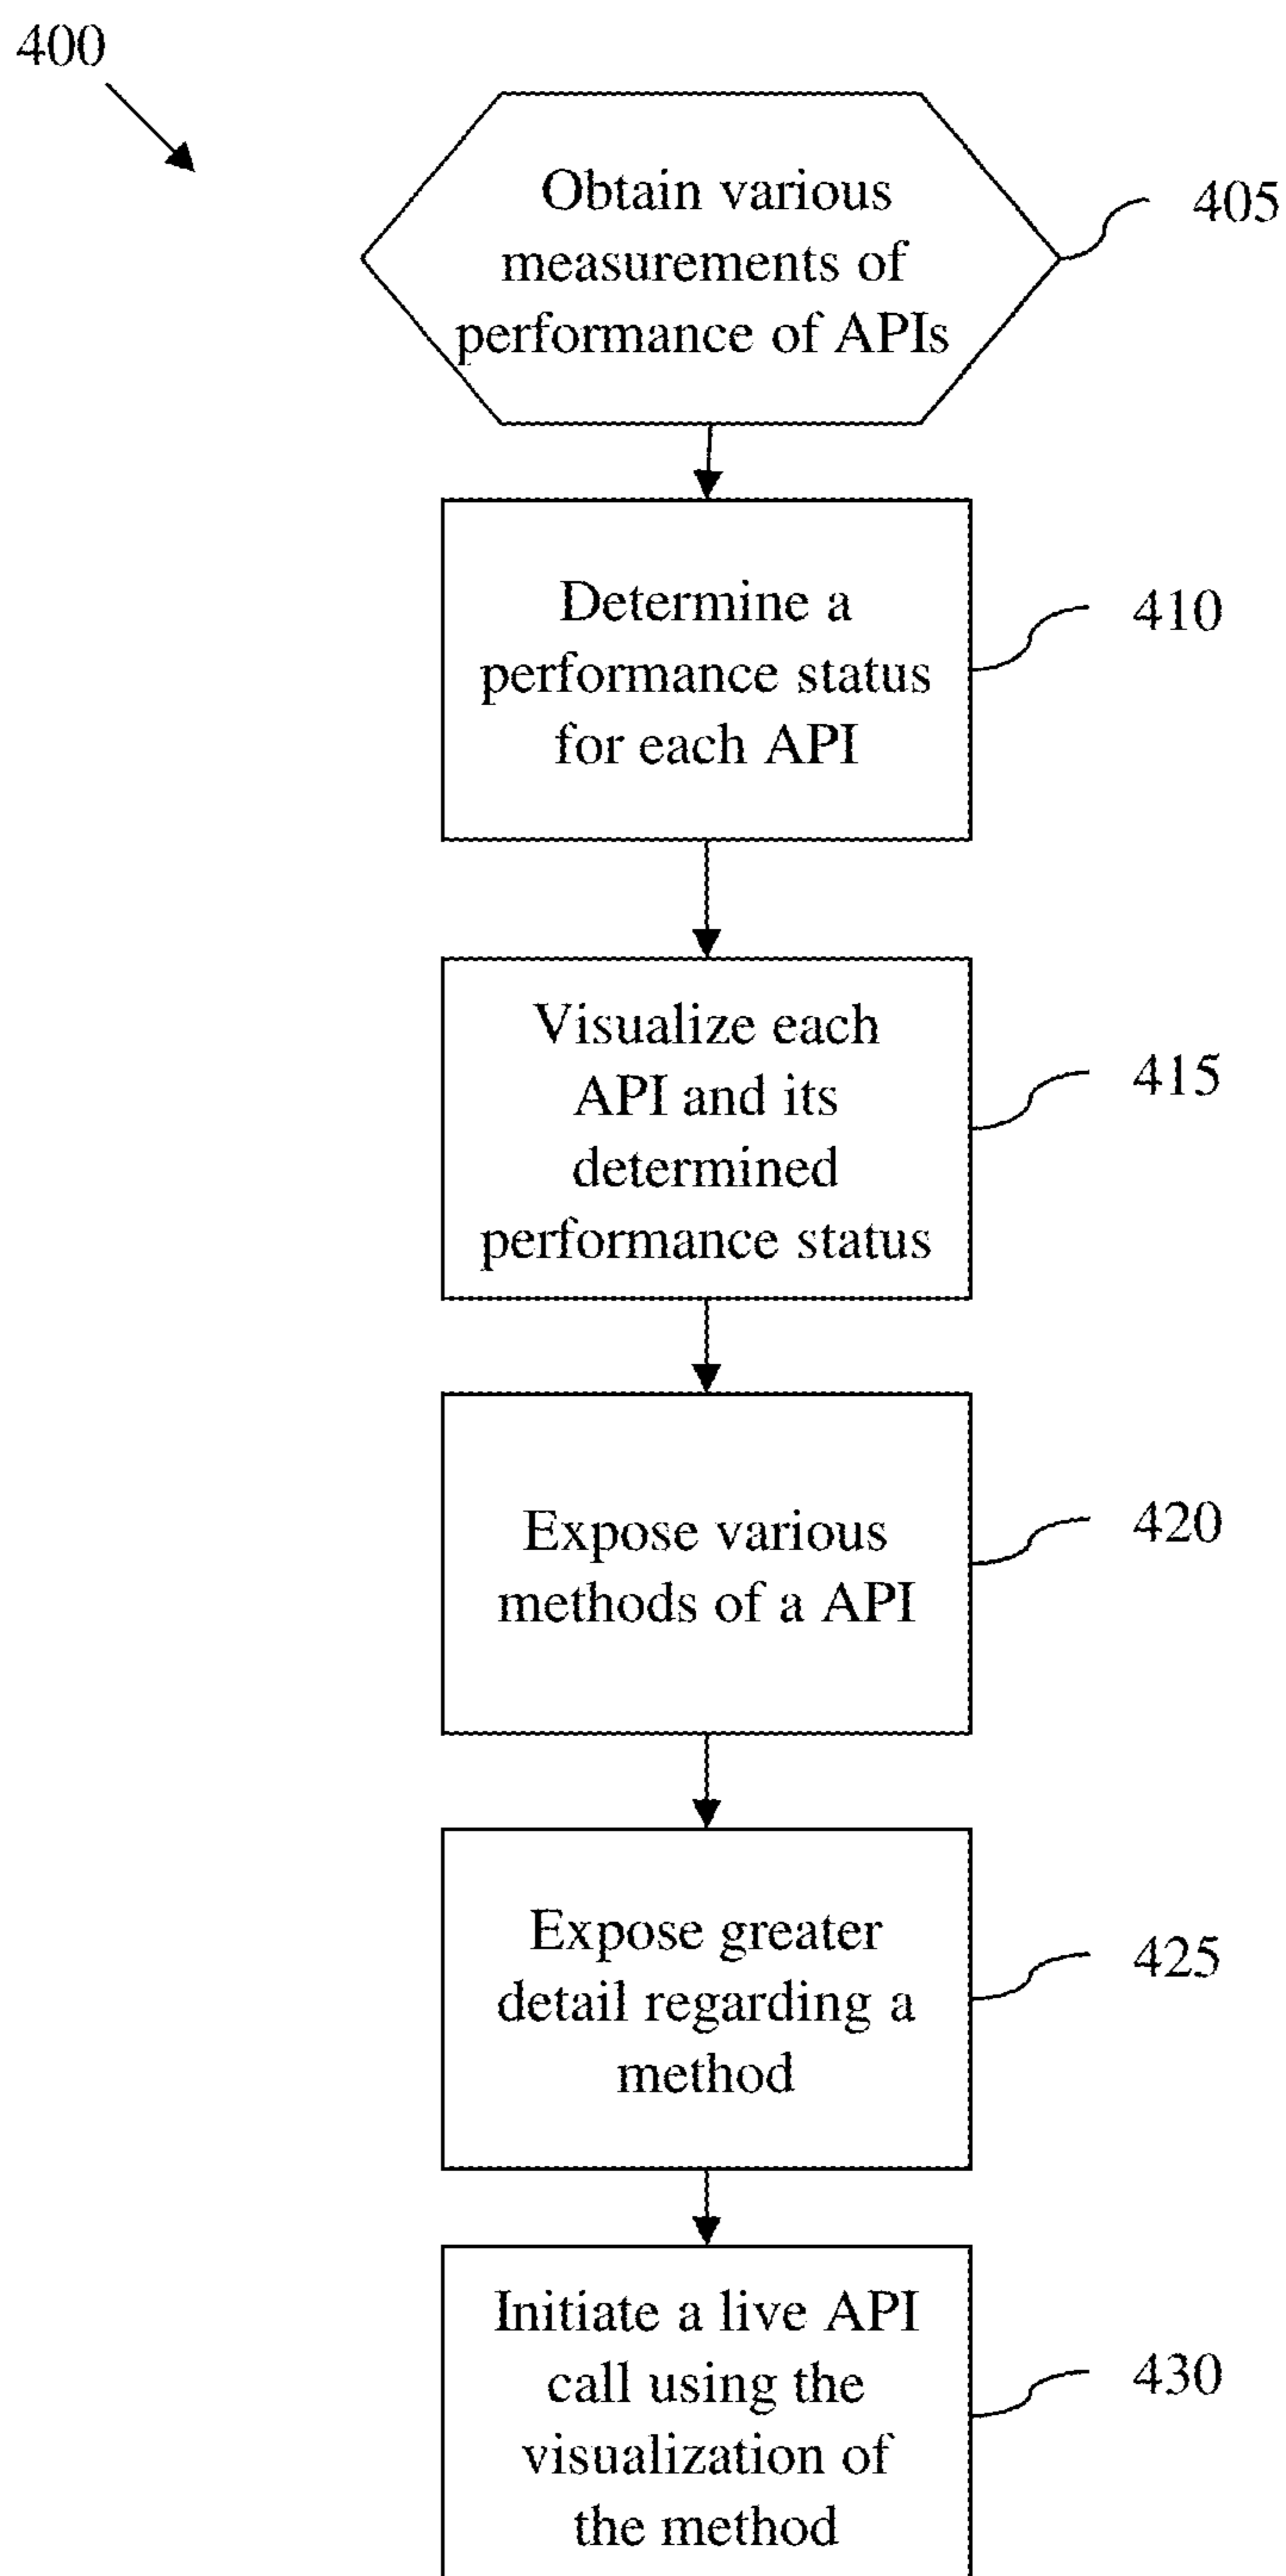 400
Obtain various
measurements of
performance of APIs
405
Determine a
performance status
for each API
410
Visualize each
API and its
determined
performance status
415
Expose various
methods of a API
420
Expose greater
detail regarding a
method
425
Initiate a live API
call using the
visualization of
the method
430